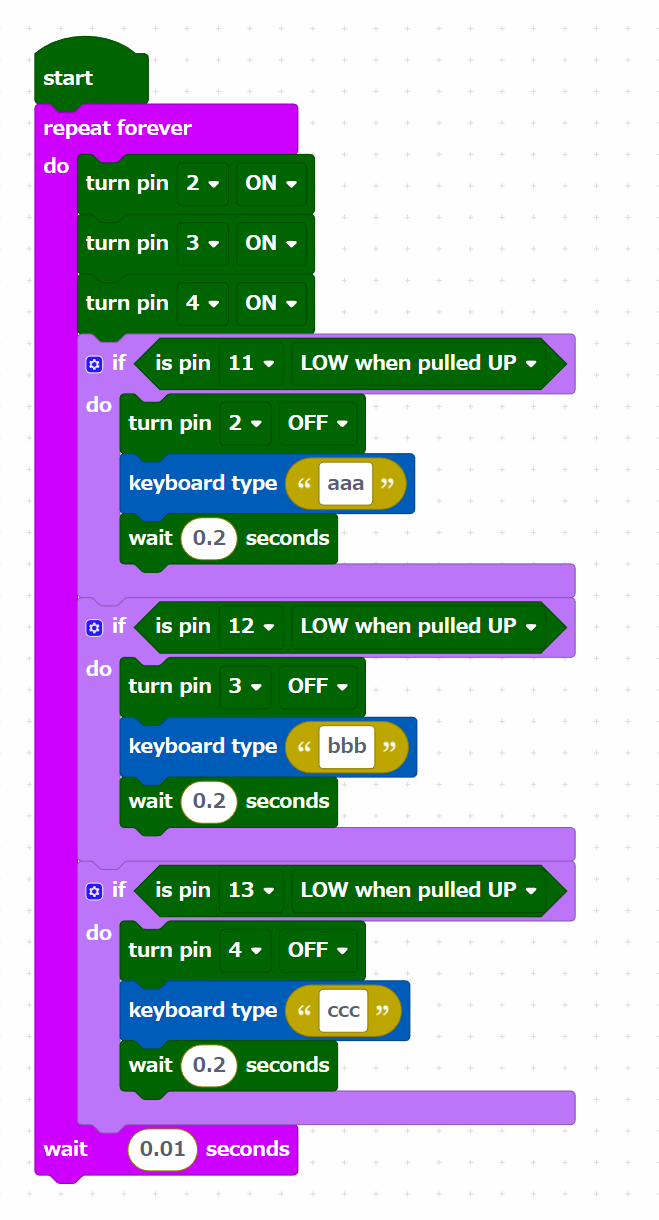 start
repeat forever
do
turn pin 2 ON
turn pin 3 ON
turn pin 4 ON
if is pin 11 LOW when pulled UP
do
turn pin 2 OFF
keyboard type “ aaa ”
wait 0.2 seconds
if is pin 12 LOW when pulled UP
do
turn pin 3 OFF
keyboard type “ bbb ”
wait 0.2 seconds
if is pin 13 LOW when pulled UP
do
turn pin 4 OFF
keyboard type “ ccc ”
wait 0.2 seconds
wait 0.01 seconds